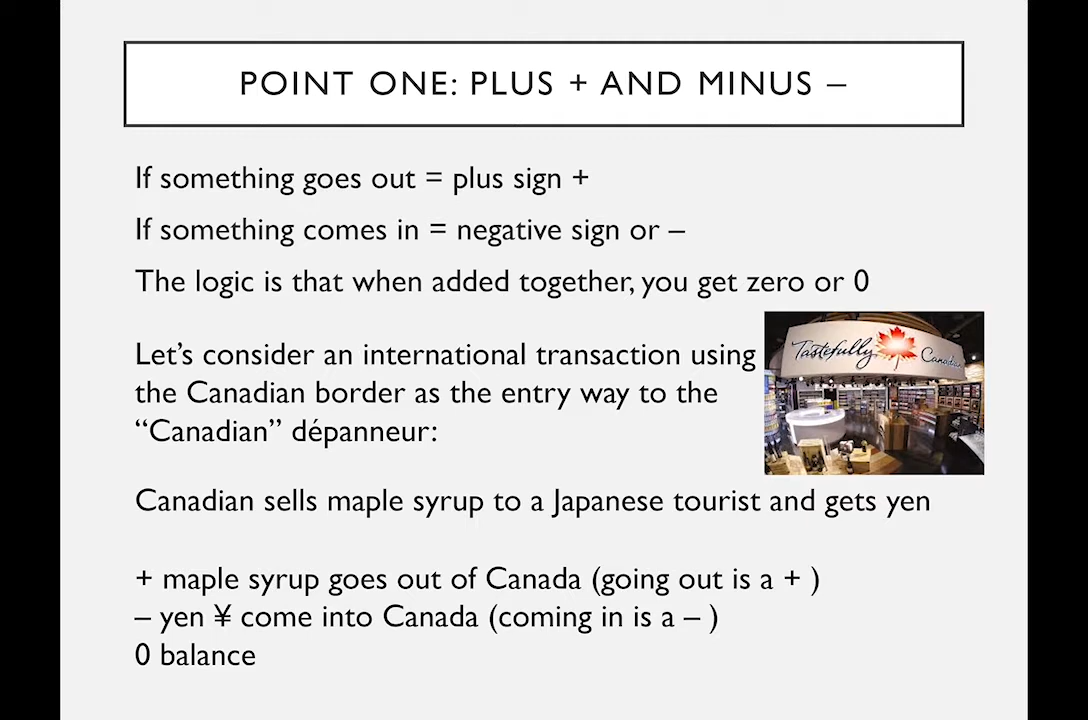 POINT ONE: PLUS + AND MINUS –
If something goes out = plus sign +
If something comes in = negative sign or –
The logic is that when added together, you get zero or 0
Let’s consider an international transaction using
the Canadian border as the entry way to the
“Canadian” dépanneur:
Tastefully Canadian
Canadian sells maple syrup to a Japanese tourist and gets yen
+ maple syrup goes out of Canada (going out is a + )
– yen ¥ come into Canada (coming in is a – )
0 balance